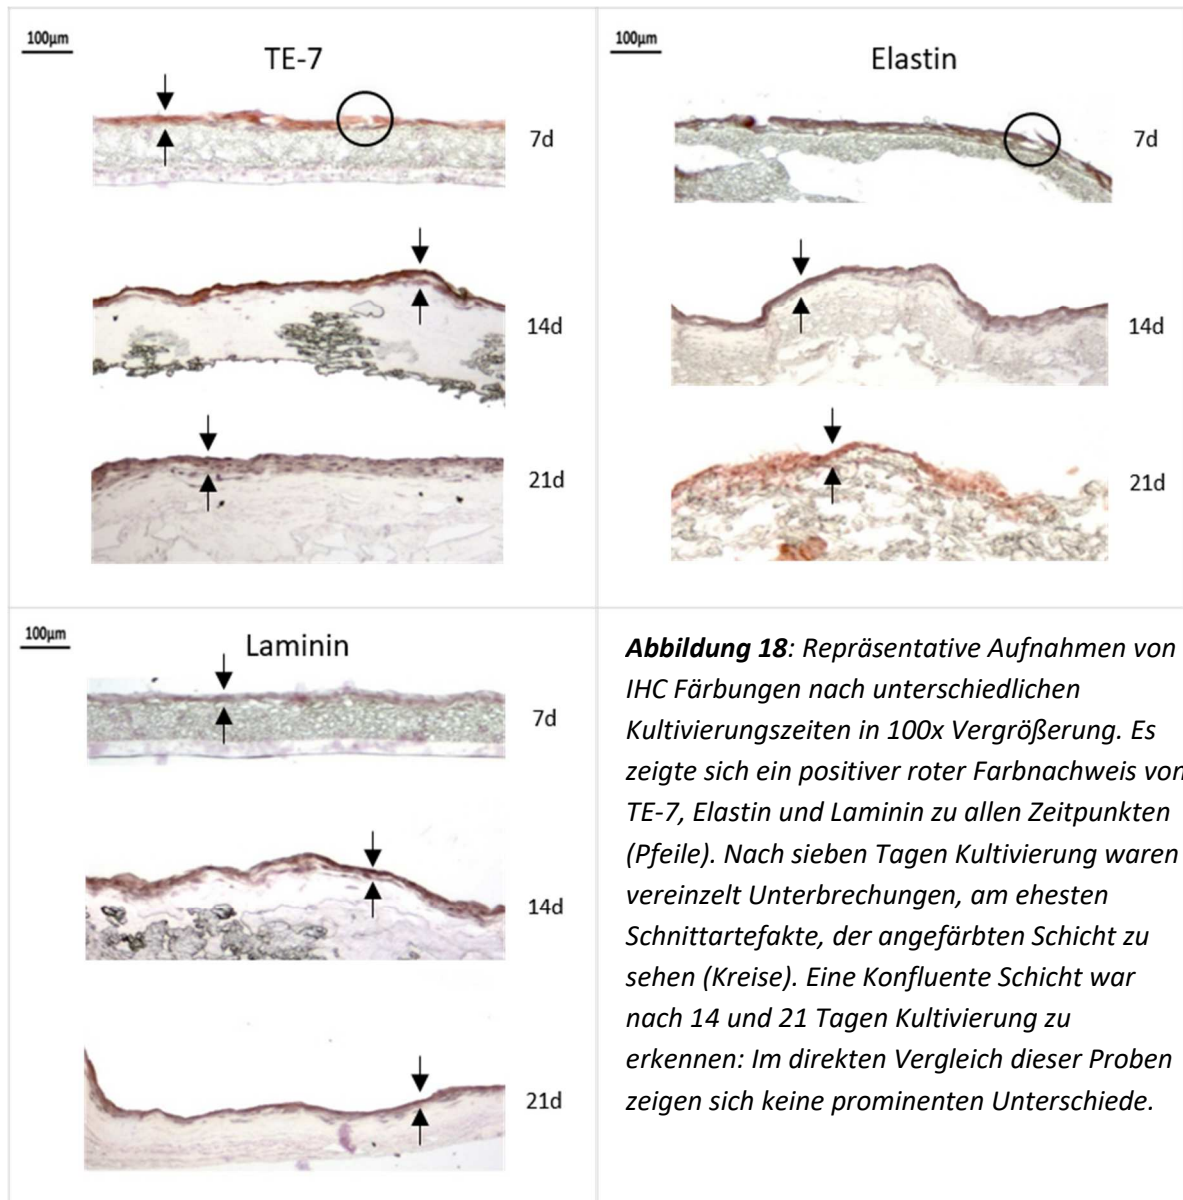 100µm
TE-7
7d
14d
21d
100µm
Elastin
7d
14d
21d
100µm
Laminin
7d
14d
21d
Abbildung 18: Repräsentative Aufnahmen von
IHC Färbungen nach unterschiedlichen
Kultivierungszeiten in 100x Vergrößerung. Es
zeigte sich ein positiver roter Farbnachweis von
TE-7, Elastin und Laminin zu allen Zeitpunkten
(Pfeile). Nach sieben Tagen Kultivierung waren
vereinzelt Unterbrechungen, am ehesten
Schnittartefakte, der angefärbten Schicht zu
sehen (Kreise). Eine Konfluente Schicht war
nach 14 und 21 Tagen Kultivierung zu
erkennen: Im direkten Vergleich dieser Proben
zeigen sich keine prominenten Unterschiede.